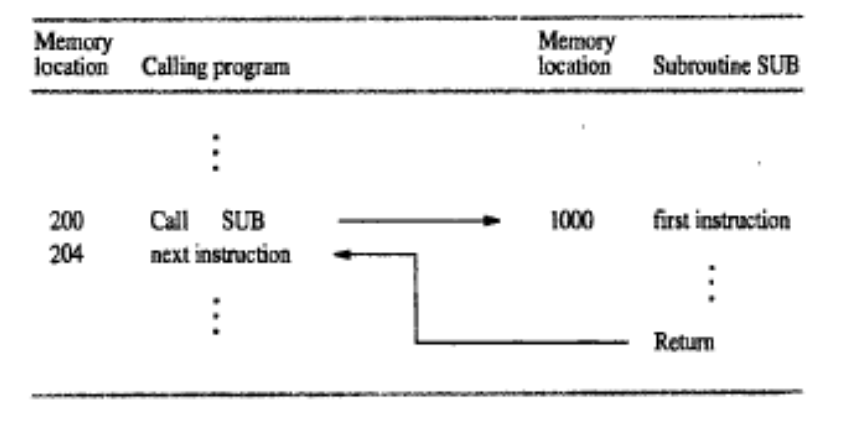 Memory Memory
location Calling program location Subroutine SUB
200 Call SUB 1000 first instruction
204 next instruction
Return